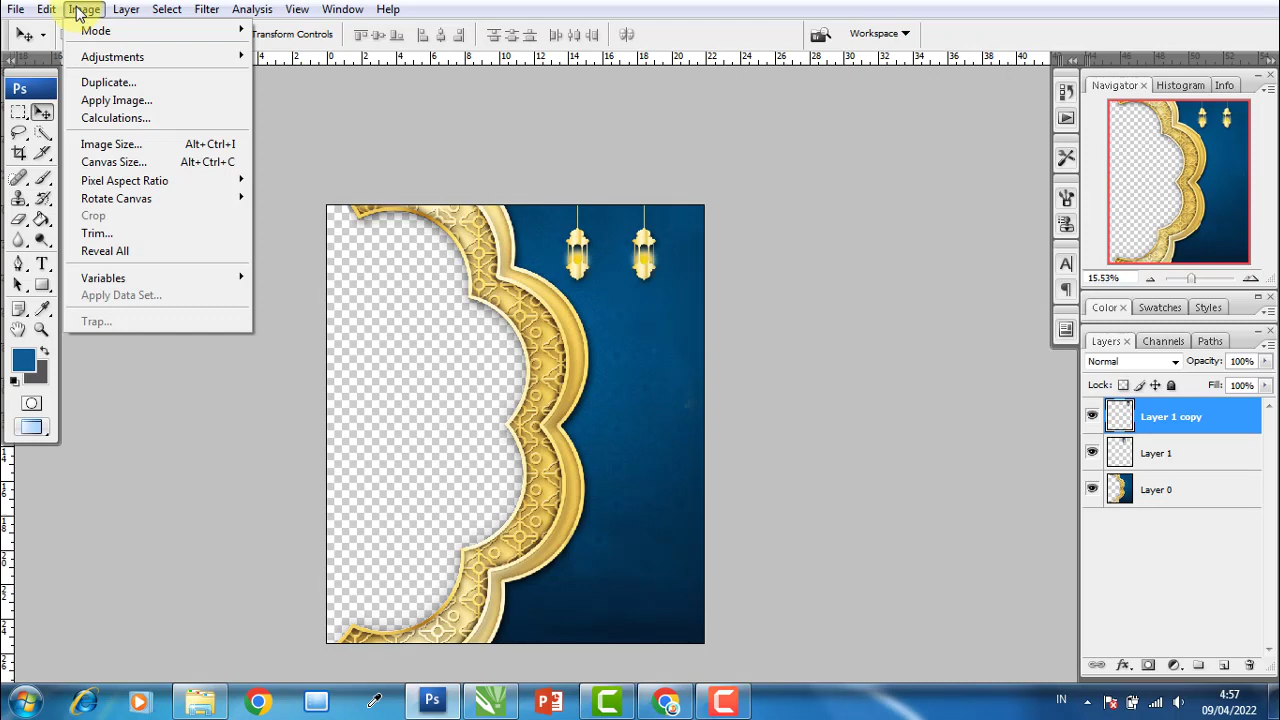 File Edit Image Layer Select Filter Analysis View Window Help
Transform Controls
Workspace
Mode
Adjustments
Duplicate...
Apply Image...
Calculations...
Image Size... Alt+Ctrl+I
Canvas Size... Alt+Ctrl+C
Pixel Aspect Ratio
Rotate Canvas
Crop
Trim...
Reveal All
Variables
Apply Data Set...
Trap...
Ps
Navigator Histogram Info
15.53%
Color Swatches Styles
Layers Channels Paths
Normal Opacity: 100%
Lock: Fill: 100%
Layer 1 copy
Layer 1
Layer 0
IN
4:57
09/04/2022